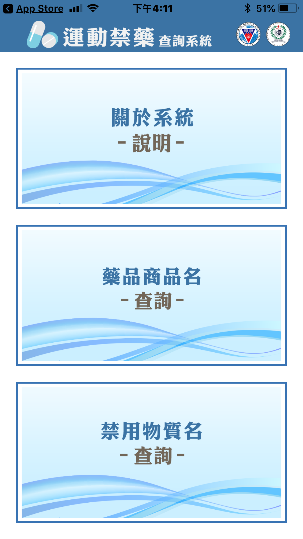 App Store
下午4:11
51%
運動禁藥 查詢系統
關於系統
- 說明 -
藥品商品名
- 查詢 -
禁用物質名
- 查詢 -